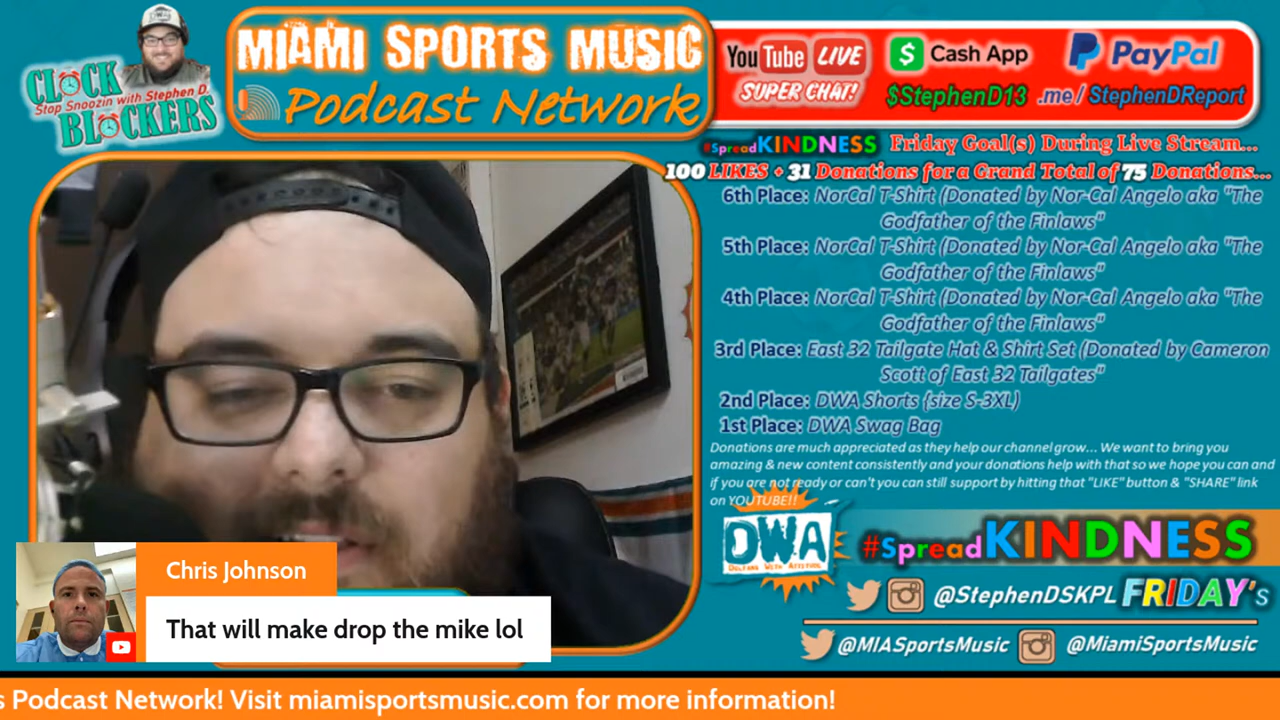 CLOCK
Stop Snoozin with Stephen D.
BLOCKERS
MIAMI SPORTS MUSIC
Podcast Network
YouTube LIVE
SUPER CHAT!
$ Cash App
$StephenD13
PayPal
.me/StephenDReport
#SpreadKINDNESS Friday Goal(s) During Live Stream...
100 LIKES + 31 Donations for a Grand Total of 75 Donations...
6th Place: NorCal T-Shirt (Donated by Nor-Cal Angelo aka "The
Godfather of the Finlaws"
5th Place: NorCal T-Shirt (Donated by Nor-Cal Angelo aka "The
Godfather of the Finlaws"
4th Place: NorCal T-Shirt (Donated by Nor-Cal Angelo aka "The
Godfather of the Finlaws"
3rd Place: East 32 Tailgate Hat & Shirt Set (Donated by Cameron
Scott of East 32 Tailgates"
2nd Place: DWA Shorts {size S-3XL)
1st Place: DWA Swag Bag
Donations are much appreciated as they help our channel grow... We want to bring you
amazing & new content consistently and your donations help with that so we hope you can and
if you are not ready or can't you can still support by hitting that "LIKE" button & "SHARE" link
on YOUTUBE!!
DWA
DOLFANS WITH ATTITUDE
#SpreadKINDNESS
@StephenDSKPL FRIDAY's
@MIASportsMusic @MiamiSportsMusic
Chris Johnson
That will make drop the mike lol
s Podcast Network! Visit miamisportsmusic.com for more information!